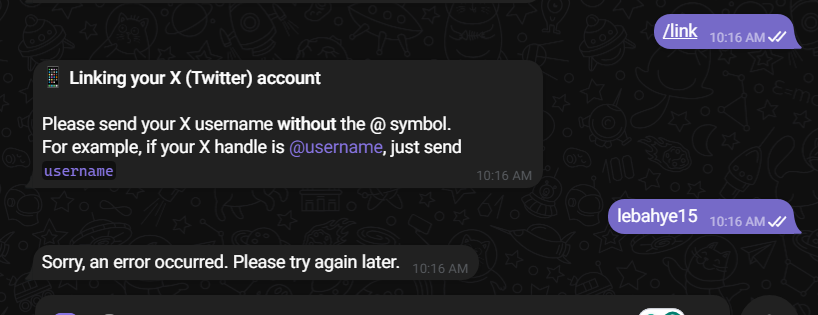 /link 10:16 AM
📱 Linking your X (Twitter) account
Please send your X username without the @ symbol.
For example, if your X handle is @username, just send
username
10:16 AM
lebahye15 10:16 AM
Sorry, an error occurred. Please try again later. 10:16 AM